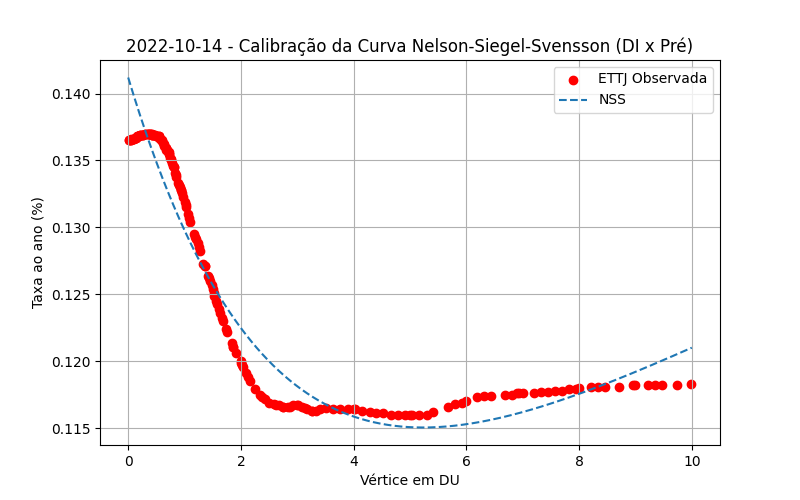 2022-10-14 - Calibração da Curva Nelson-Siegel-Svensson (DI x Pré)
ETTJ Observada
NSS
Taxa ao ano (%)
0.140
0.135
0.130
0.125
0.120
0.115
0 2 4 6 8 10
Vértice em DU